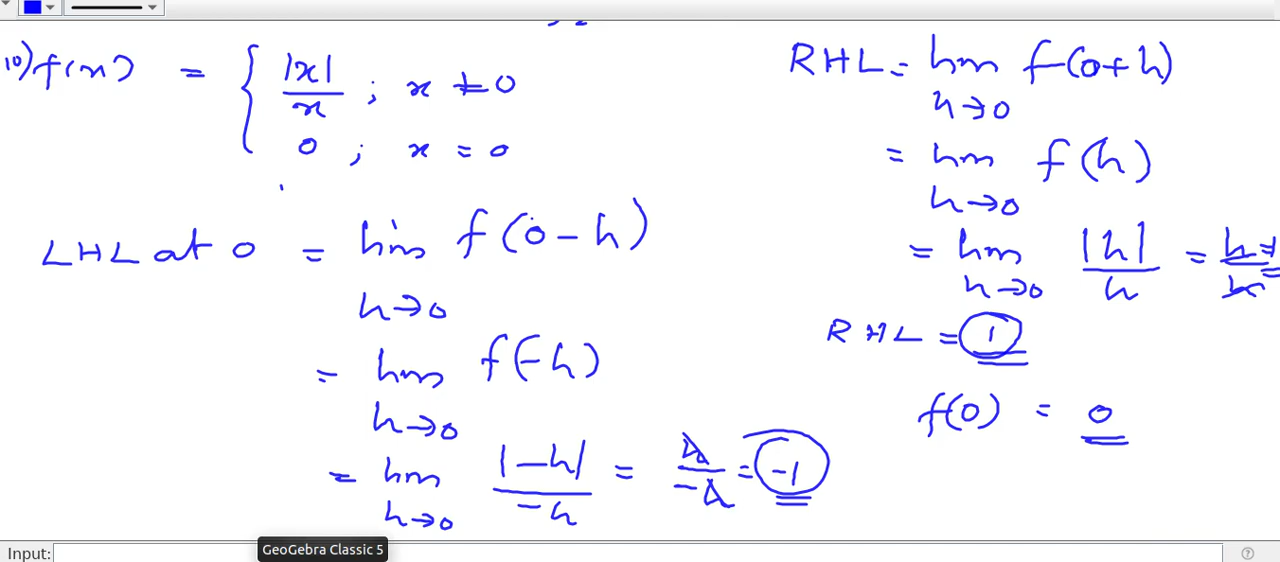 10) f(x) = { |x|/x ; x ≠ 0
0 ; x = 0
LHL at 0 = lim h→0 f(0-h)
= lim h→0 f(-h)
= lim h→0 |-h|/-h = h/-h = -1
RHL = lim h→0 f(0+h)
= lim h→0 f(h)
= lim h→0 |h|/h = h/h = 1
RHL = 1
f(0) = 0
GeoGebra Classic 5
Input: